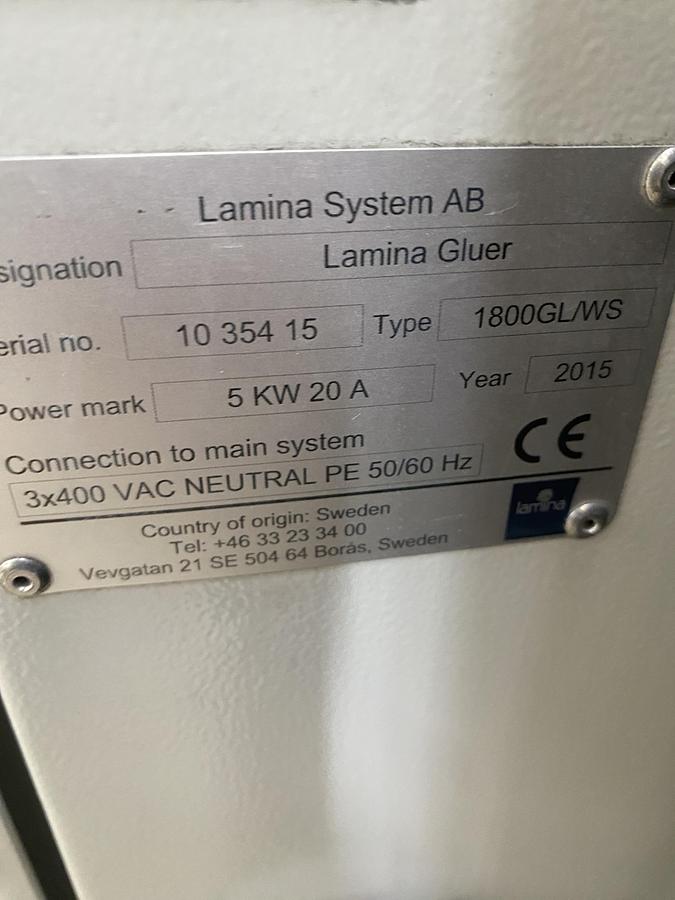 Lamina System AB
signation Lamina Gluer
erial no. 10 354 15 Type 1800GL/WS
Power mark 5 KW 20 A Year 2015
Connection to main system
3x400 VAC NEUTRAL PE 50/60 Hz CE
Country of origin: Sweden
Tel: +46 33 23 34 00
Vevgatan 21 SE 504 64 Borås, Sweden
lamina